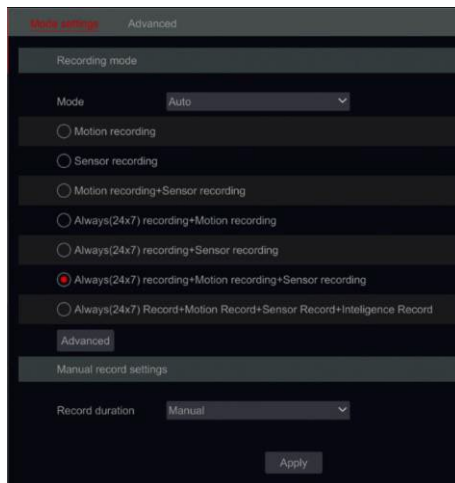 Mode settings Advanced
Recording mode
Mode Auto
Motion recording
Sensor recording
Motion recording+Sensor recording
Always(24x7) recording+Motion recording
Always(24x7) recording+Sensor recording
Always(24x7) recording+Motion recording+Sensor recording
Always(24x7) Record+Motion Record+Sensor Record+Inteligence Record
Advanced
Manual record settings
Record duration Manual
Apply